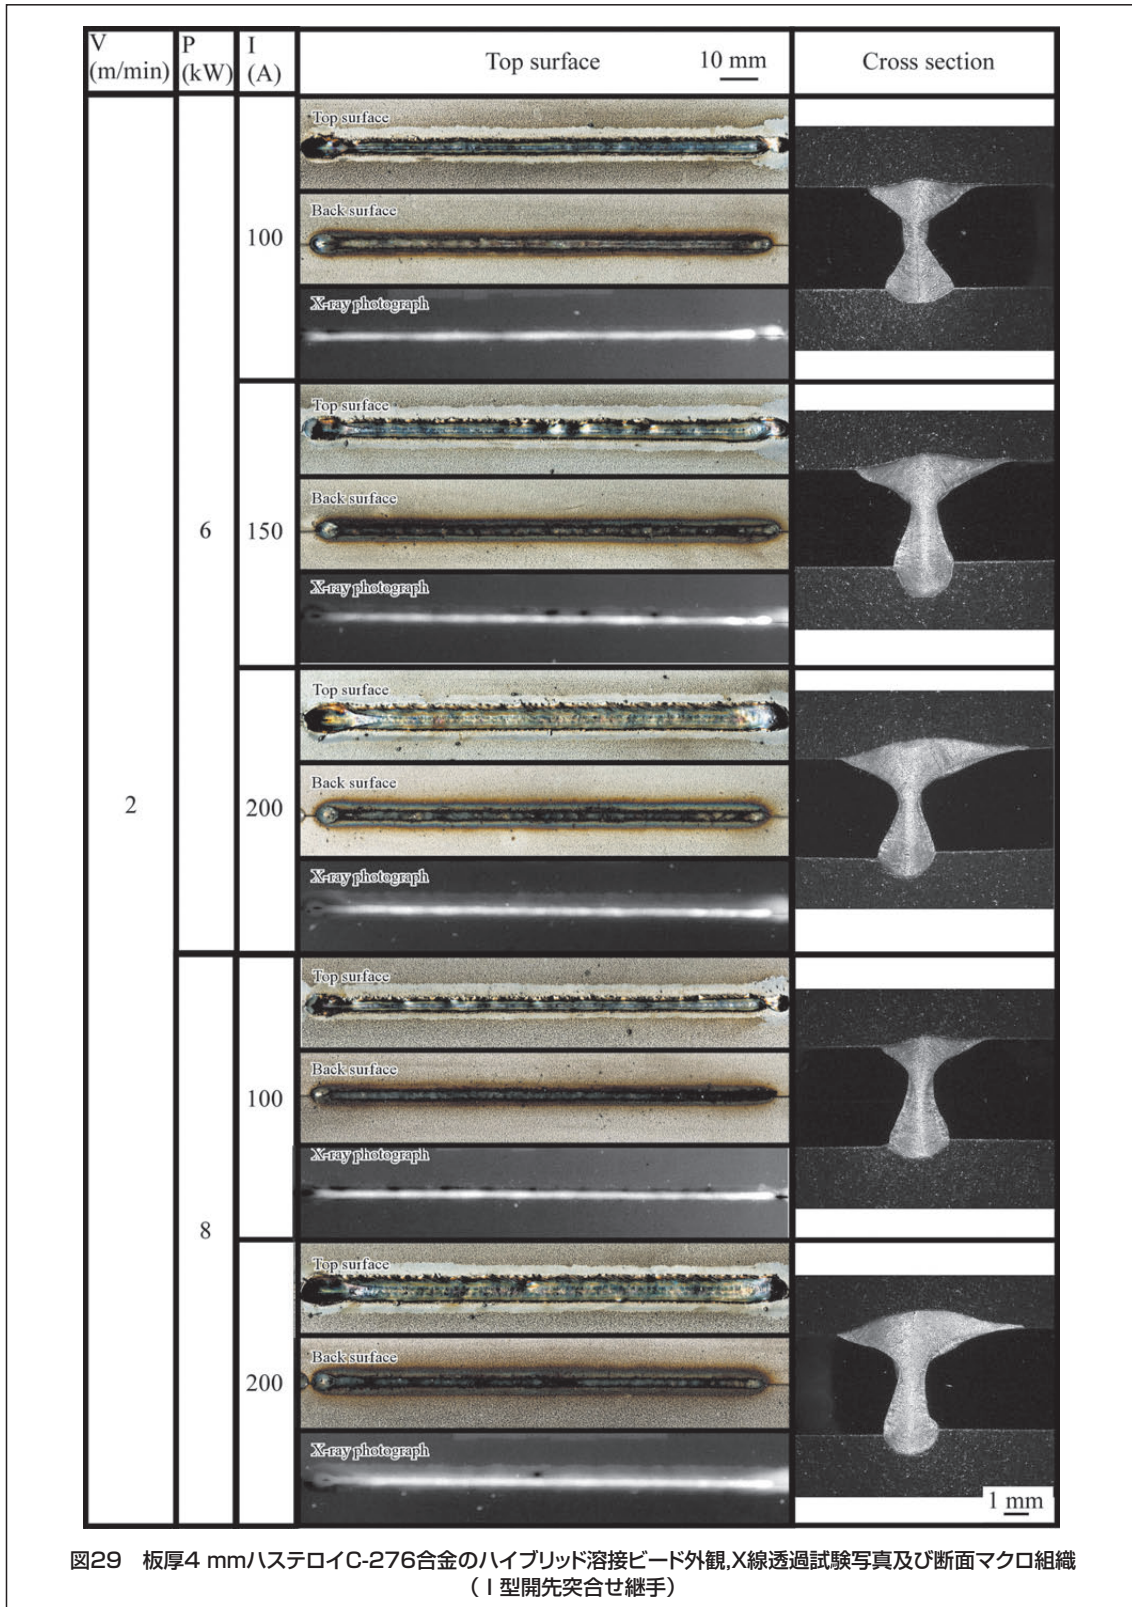 V
(m/min)
P
(kW)
I
(A)
Top surface
10 mm
Cross section
2
6
100
Top surface
Back surface
X-ray photograph
150
Top surface
Back surface
X-ray photograph
200
Top surface
Back surface
X-ray photograph
8
100
Top surface
Back surface
X-ray photograph
200
Top surface
Back surface
X-ray photograph
1 mm
図29 板厚4 mmハステロイC-276合金のハイブリッド溶接ビード外観,X線透過試験写真及び断面マクロ組織
(I型開先突合せ継手)